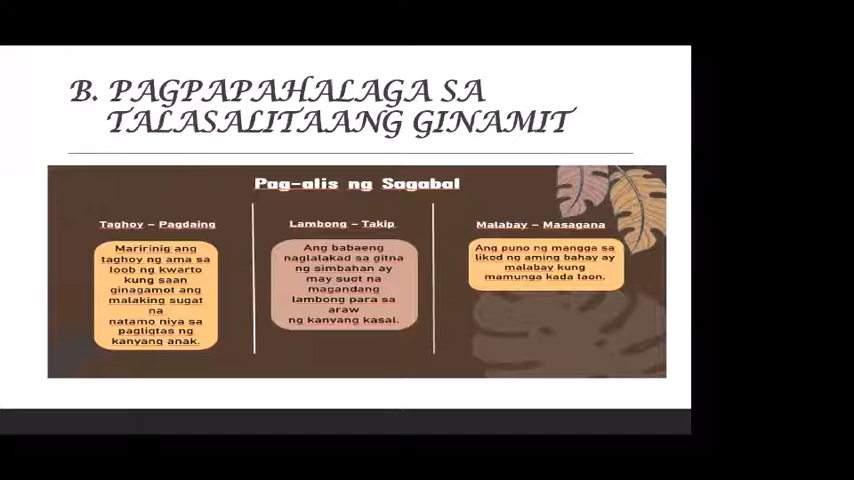 B. PAGPAPAHALAGA SA
TALASALITAANG GINAMIT
Pag-alis ng Sagabal
Taghoy – Pagdaing
Maririnig ang
taghoy ng ama sa
loob ng kwarto
kung saan
ginagamot ang
malaking sugat
na
natamo niya sa
pagligtas ng
kanyang anak.
Lambong – Takip
Ang babaeng
naglalakad sa gitna
ng simbahan ay
may suot na
magandang
lambong para sa
araw
ng kanyang kasal.
Malabay – Masagana
Ang puno ng mangga sa
likod ng aming bahay ay
malabay kung
mamunga kada taon.